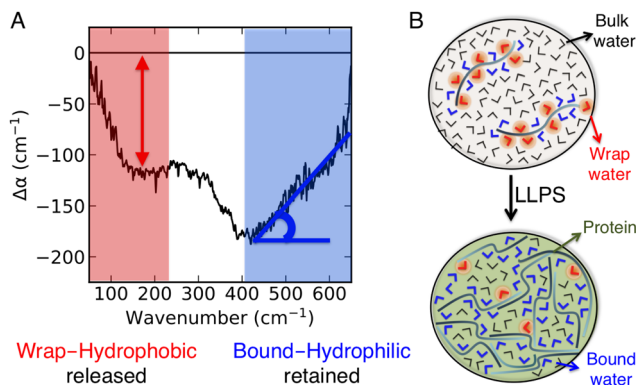 A
Δα (cm⁻¹)
0
−50
−100
−150
−200
100 200 300 400 500 600
Wavenumber (cm⁻¹)
Wrap−Hydrophobic
released
Bound−Hydrophilic
retained
B
Bulk
water
Wrap
water
LLPS
Protein
Bound
water